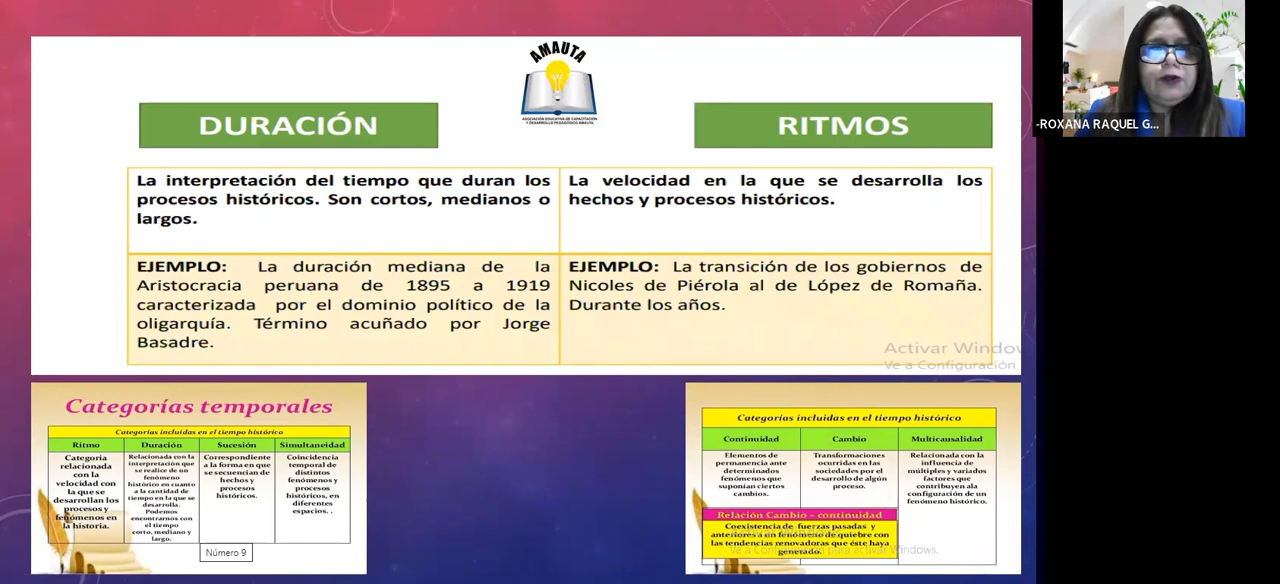 AMAUTA
ASOCIACIÓN EDUCATIVA DE CAPACITACIÓN
Y DESARROLLO PEDAGÓGICO AMAUTA
DURACIÓN
RITMOS
La interpretación del tiempo que duran los
procesos históricos. Son cortos, medianos o
largos.
La velocidad en la que se desarrolla los
hechos y procesos históricos.
EJEMPLO: La duración mediana de la
Aristocracia peruana de 1895 a 1919
caracterizada por el dominio político de la
oligarquía. Término acuñado por Jorge
Basadre.
EJEMPLO: La transición de los gobiernos de
Nicoles de Piérola al de López de Romaña.
Durante los años.
Activar Window
Ve a Configuración
-ROXANA RAQUEL G...
Categorías temporales
Categorías incluidas en el tiempo histórico
Ritmo
Duración
Sucesión
Simultaneidad
Categoría
relacionada
con la
velocidad con
la que se
desarrollan los
procesos y
fenómenos en
la historia.
Relacionada con la
interpretación que
se realice de un
fenómeno
histórico en cuanto
a la cantidad de
tiempo en la que se
desarrolla.
Podemos
encontrarnos con
el tiempo
corto, mediano y
largo.
Correspondiente
a la forma en que
se secuencian de
hechos y
procesos
históricos.
Coincidencia
temporal de
distintos
fenómenos y
procesos
históricos, en
diferentes
espacios. .
Número 9
Categorías incluidas en el tiempo histórico
Continuidad
Cambio
Multicausalidad
Elementos de
permanencia ante
determinados
fenómenos que
suponían ciertos
cambios.
Transformaciones
ocurridas en las
sociedades por el
desarrollo de algún
proceso.
Relacionada con la
influencia de
múltiples y variados
factores que
contribuyen ala
configuración de un
fenómeno histórico.
Relación Cambio – continuidad
Coexistencia de fuerzas pasadas y
anteriores a un fenómeno de quiebre con
las tendencias renovadoras que éste haya
generado.
Ve a Configuración para activar Windows.